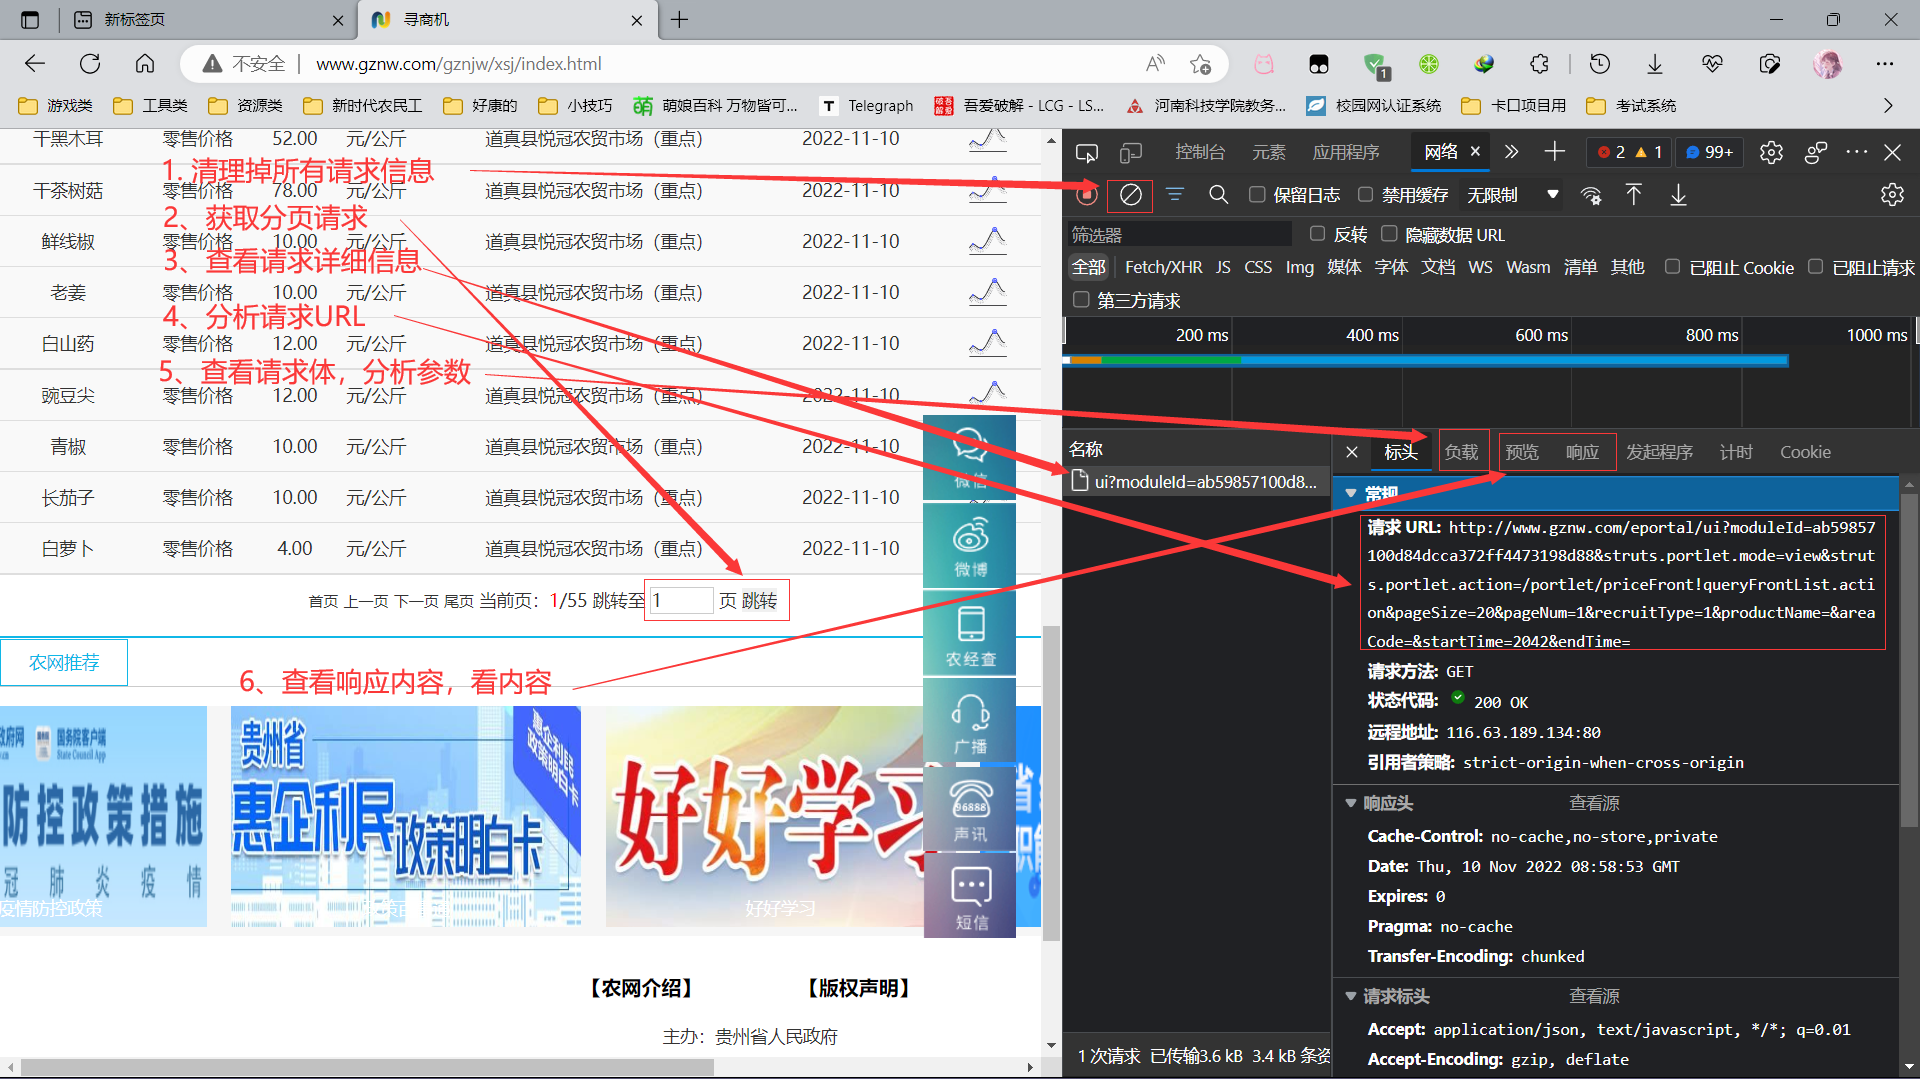 新标签页
寻商机
不安全 www.gznw.com/gznjw/xsj/index.html
1
游戏类 工具类 资源类 新时代农民工 好康的 小技巧 萌娘百科 万物皆可... Telegraph 吾爱破解 - LCG - LS... 河南科技学院教务... 校园网认证系统 卡口项目用 考试系统
干黑木耳 零售价格 52.00 元/公斤 道真县悦冠农贸市场（重点） 2022-11-10
1. 清理掉所有请求信息
干茶树菇 零售价格 78.00 元/公斤 道真县悦冠农贸市场（重点） 2022-11-10
2、获取分页请求
鲜线椒 零售价格 10.00 元/公斤 道真县悦冠农贸市场（重点） 2022-11-10
3、查看请求详细信息
老姜 零售价格 10.00 元/公斤 道真县悦冠农贸市场（重点） 2022-11-10
4、分析请求URL
白山药 零售价格 12.00 元/公斤 道真县悦冠农贸市场（重点） 2022-11-10
5、查看请求体，分析参数
豌豆尖 零售价格 12.00 元/公斤 道真县悦冠农贸市场（重点） 2022-11-10
青椒 零售价格 10.00 元/公斤 道真县悦冠农贸市场（重点） 2022-11-10
长茄子 零售价格 10.00 元/公斤 道真县悦冠农贸市场（重点） 2022-11-10
白萝卜 零售价格 4.00 元/公斤 道真县悦冠农贸市场（重点） 2022-11-10
首页 上一页 下一页 尾页 当前页：1/55 跳转至 1 页 跳转
农网推荐
6、查看响应内容，看内容
微信
微博
农经查
广播
96888
声讯
短信
政府网 国务院客户端
State Council App
防控政策措施
冠肺炎疫情
疫情防控政策
贵州省
惠企利民
政策明白卡
惠企利民
政策明白卡
好好学习
好好学习
【农网介绍】 【版权声明】
主办：贵州省人民政府
控制台 元素 应用程序 网络 2 1 99+
保留日志 禁用缓存 无限制
筛选器 反转 隐藏数据 URL
全部 Fetch/XHR JS CSS Img 媒体 字体 文档 WS Wasm 清单 其他 已阻止 Cookie 已阻止请求
第三方请求
200 ms 400 ms 600 ms 800 ms 1000 ms
名称
ui?moduleId=ab59857100d8...
标头 负载 预览 响应 发起程序 计时 Cookie
常规
请求 URL: http://www.gznw.com/eportal/ui?moduleId=ab59857
100d84dcca372ff4473198d88&struts.portlet.mode=view&strut
s.portlet.action=/portlet/priceFront!queryFrontList.acti
on&pageSize=20&pageNum=1&recruitType=1&productName=&area
Code=&startTime=2042&endTime=
请求方法: GET
状态代码: 200 OK
远程地址: 116.63.189.134:80
引用者策略: strict-origin-when-cross-origin
响应头 查看源
Cache-Control: no-cache,no-store,private
Date: Thu, 10 Nov 2022 08:58:53 GMT
Expires: 0
Pragma: no-cache
Transfer-Encoding: chunked
请求标头 查看源
Accept: application/json, text/javascript, */*; q=0.01
Accept-Encoding: gzip, deflate
1 次请求 已传输3.6 kB 3.4 kB 条资